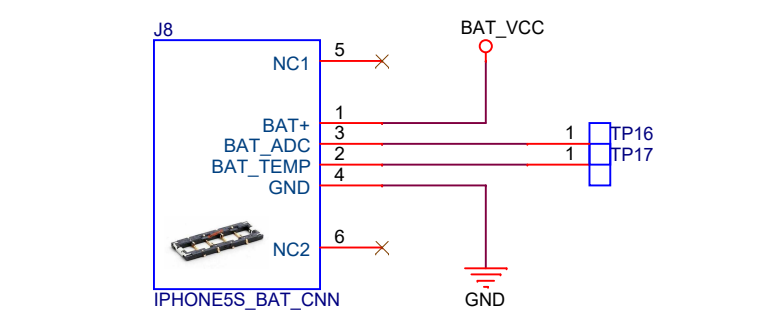 J8
BAT_VCC
NC1 5
BAT+ 1
BAT_ADC 3 1 TP16
BAT_TEMP 2 1 TP17
GND 4
NC2 6
IPHONE5S_BAT_CNN
GND